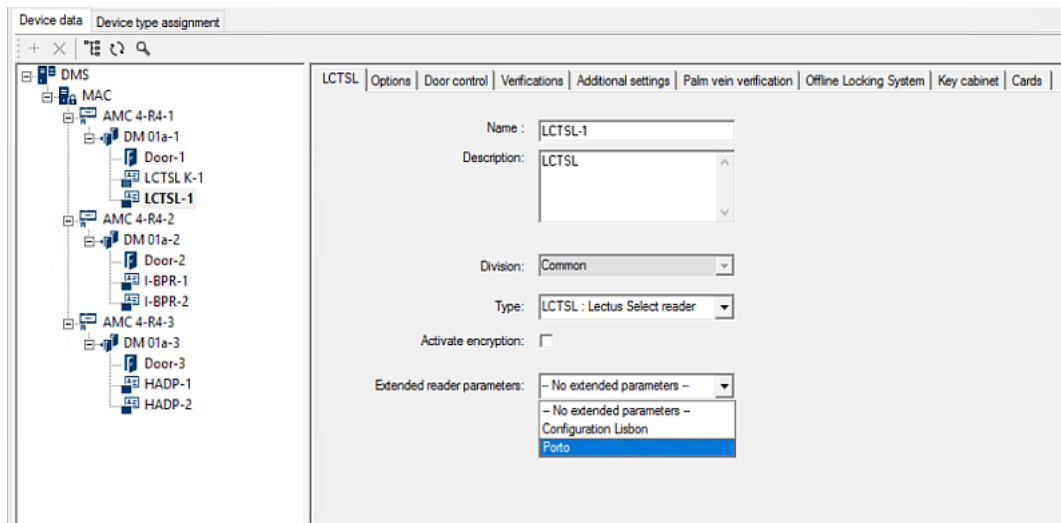 Device data Device type assignment
DMS
MAC
AMC 4-R4-1
DM 01a-1
Door-1
LCTSL K-1
LCTSL-1
AMC 4-R4-2
DM 01a-2
Door-2
I-BPR-1
I-BPR-2
AMC 4-R4-3
DM 01a-3
Door-3
HADP-1
HADP-2
LCTSL Options Door control Verifications Additional settings Palm vein verification Offline Locking System Key cabinet Cards
Name : LCTSL-1
Description: LCTSL
Division: Common
Type: LCTSL : Lectus Select reader
Activate encryption:
Extended reader parameters: -- No extended parameters --
-- No extended parameters --
Configuration Lisbon
Porto